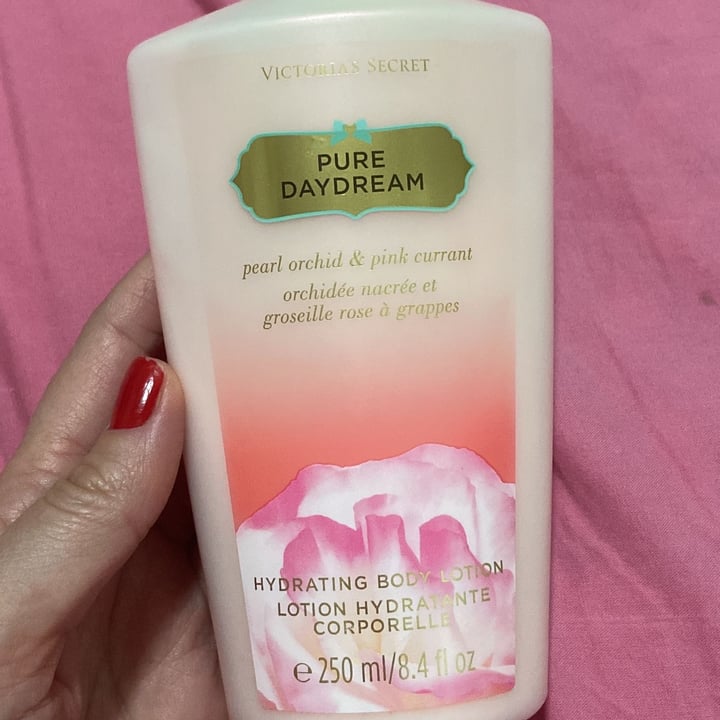 VICTORIA'S SECRET
PURE
DAYDREAM
pearl orchid & pink currant
orchidée nacrée et
groseille rose à grappes
HYDRATING BODY LOTION
LOTION HYDRATANTE
CORPORELLE
e 250 ml/8.4 fl oz